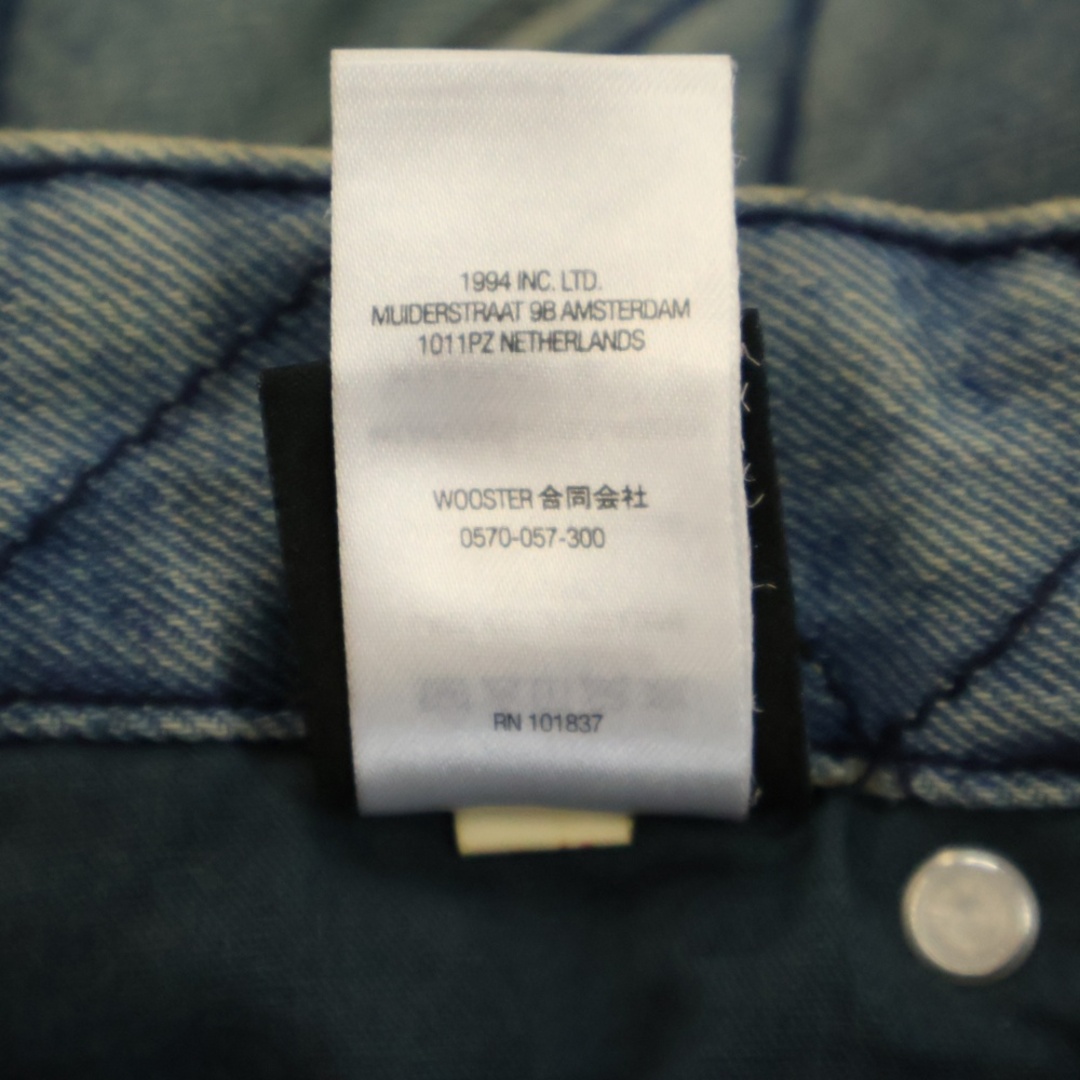 1994 INC. LTD.
MUIDERSTRAAT 9B AMSTERDAM
1011PZ NETHERLANDS
WOOSTER 合同会社
0570-057-300
RN 101837